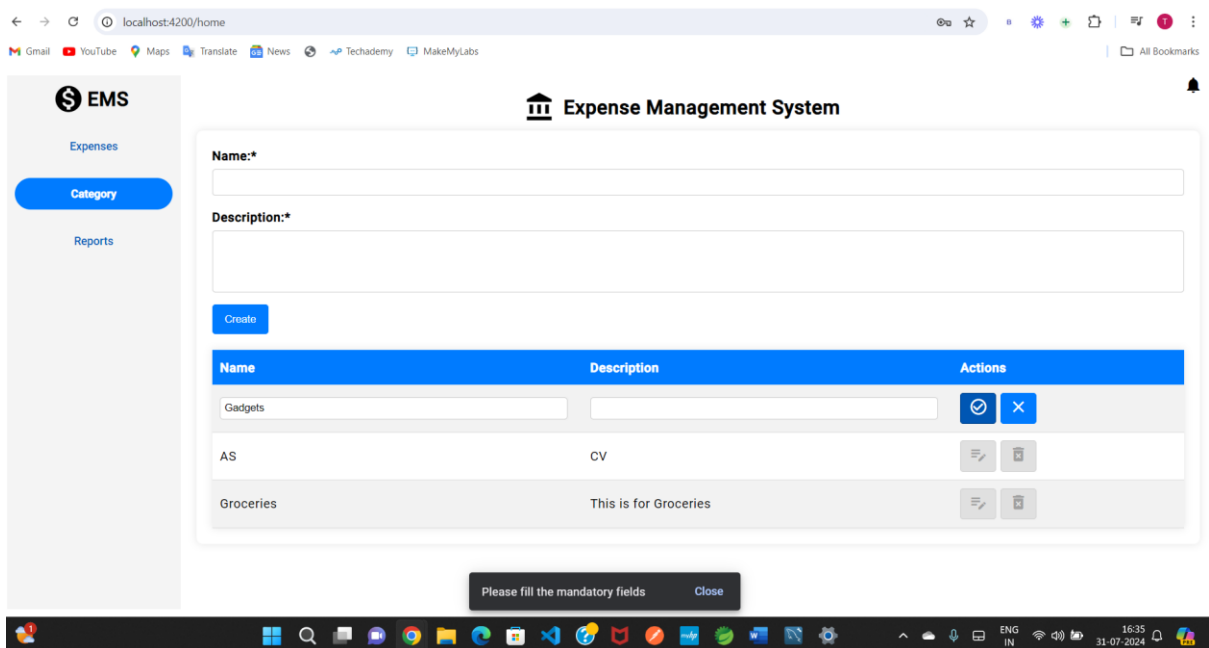 localhost:4200/home
T
Gmail YouTube Maps Translate News Techademy MakeMyLabs All Bookmarks
EMS
Expense Management System
Expenses
Category
Reports
Name:*
Description:*
Create
Name Description Actions
Gadgets
AS CV
Groceries This is for Groceries
Please fill the mandatory fields Close
1
ENG
IN
16:35
31-07-2024